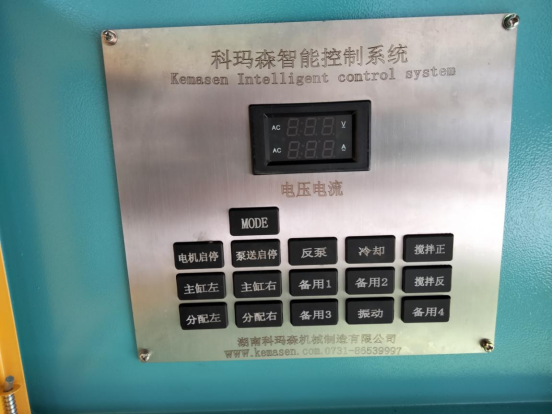 科玛森智能控制系统
Kemasen Intelligent control system
AC V
AC A
电压电流
MODE
电机启停 泵送启停 反泵 冷却 搅拌正
主缸左 主缸右 备用1 备用2 搅拌反
分配左 分配右 备用3 振动 备用4
湖南科玛森机械制造有限公司
www.kemasen.com.0731-86539997